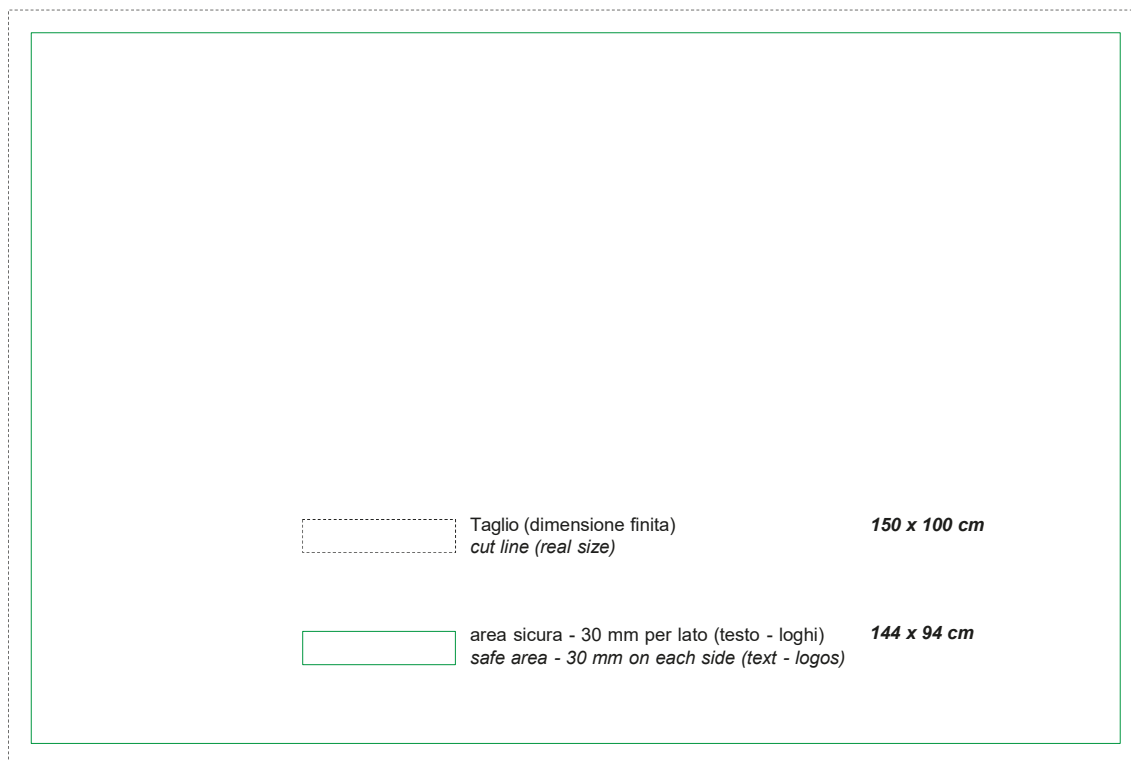 Taglio (dimensione finita)
cut line (real size)
150 x 100 cm
area sicura - 30 mm per lato (testo - loghi)
safe area - 30 mm on each side (text - logos)
144 x 94 cm